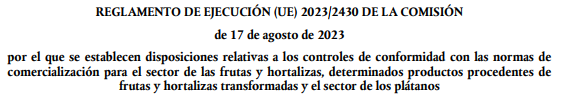 REGLAMENTO DE EJECUCIÓN (UE) 2023/2430 DE LA COMISIÓN
de 17 de agosto de 2023
por el que se establecen disposiciones relativas a los controles de conformidad con las normas de
comercialización para el sector de las frutas y hortalizas, determinados productos procedentes de
frutas y hortalizas transformadas y el sector de los plátanos